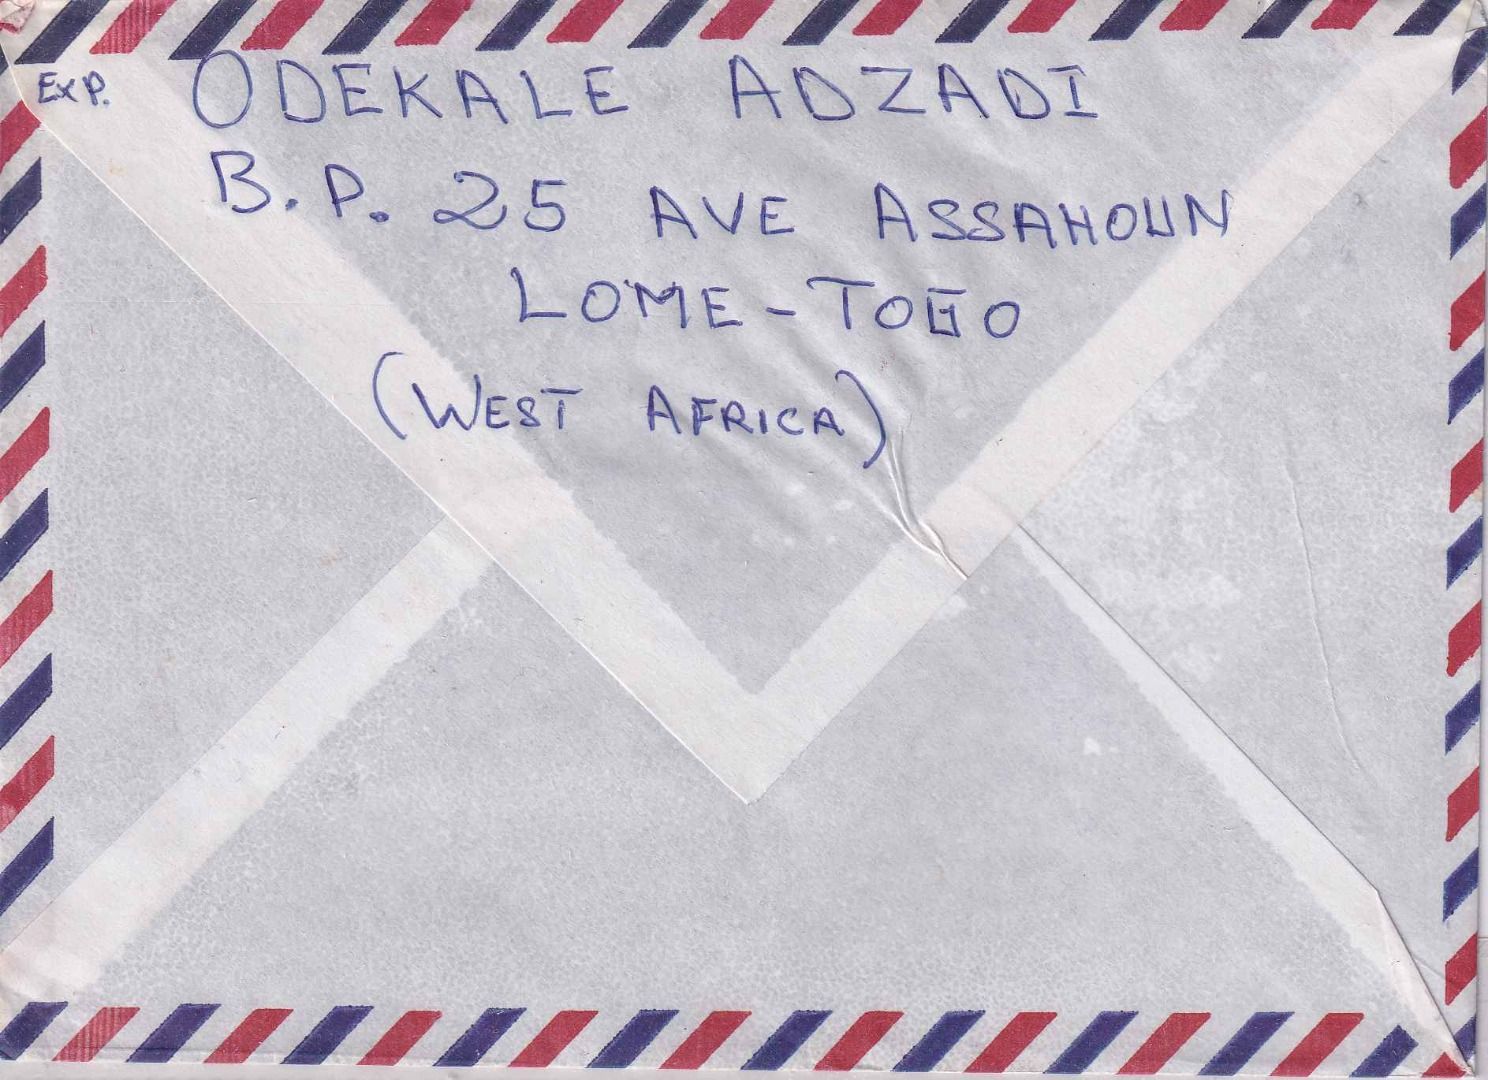 Exp. ODEKALE ADZADI
B.P. 25 AVE ASSAHOUN
LOME - TOGO
(WEST AFRICA)